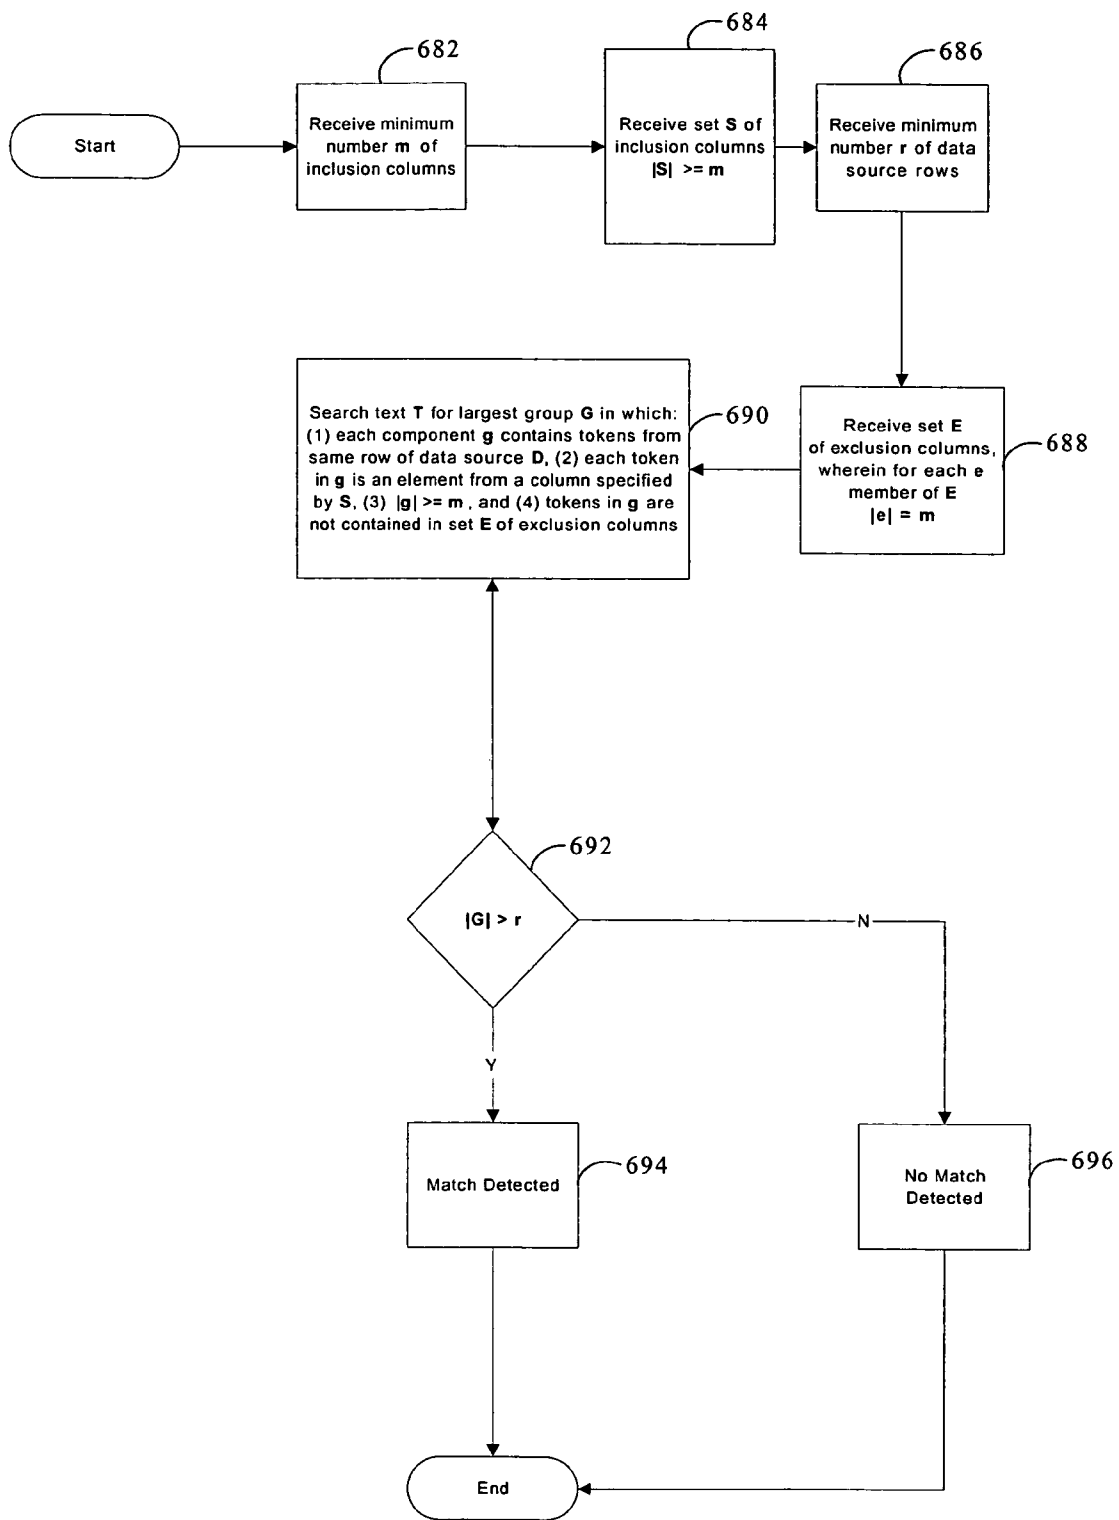 682
684
686
Start
Receive minimum
number m of
inclusion columns
Receive set S of
inclusion columns
|S| >= m
Receive minimum
number r of data
source rows
Search text T for largest group G in which:
(1) each component g contains tokens from
same row of data source D, (2) each token
in g is an element from a column specified
by S, (3) |g| >= m, and (4) tokens in g are
not contained in set E of exclusion columns
690
Receive set E
of exclusion columns,
wherein for each e
member of E
|e| = m
688
692
|G| > r
N
Y
Match Detected
694
No Match
Detected
696
End